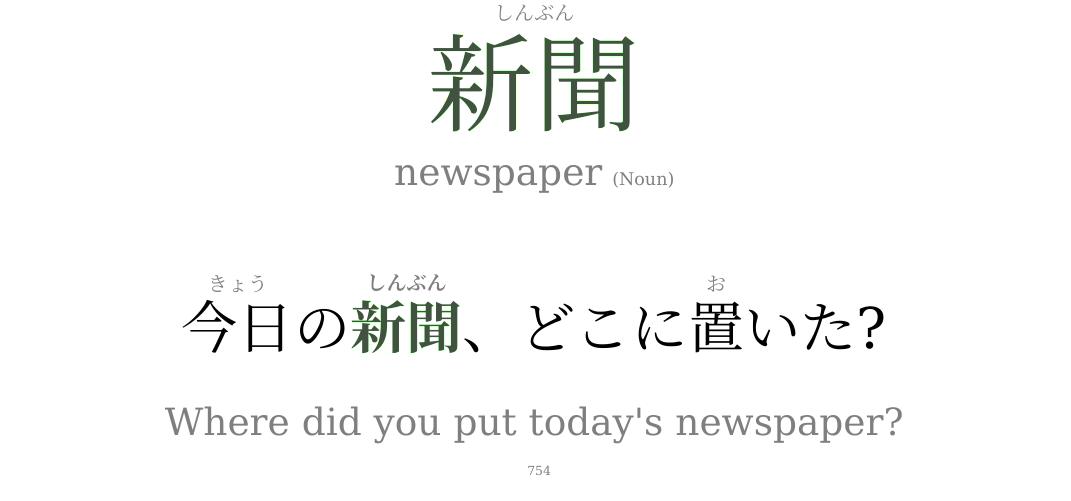 しんぶん
新聞
newspaper (Noun)
きょう しんぶん お
今日の新聞、どこに置いた?
Where did you put today's newspaper?
754